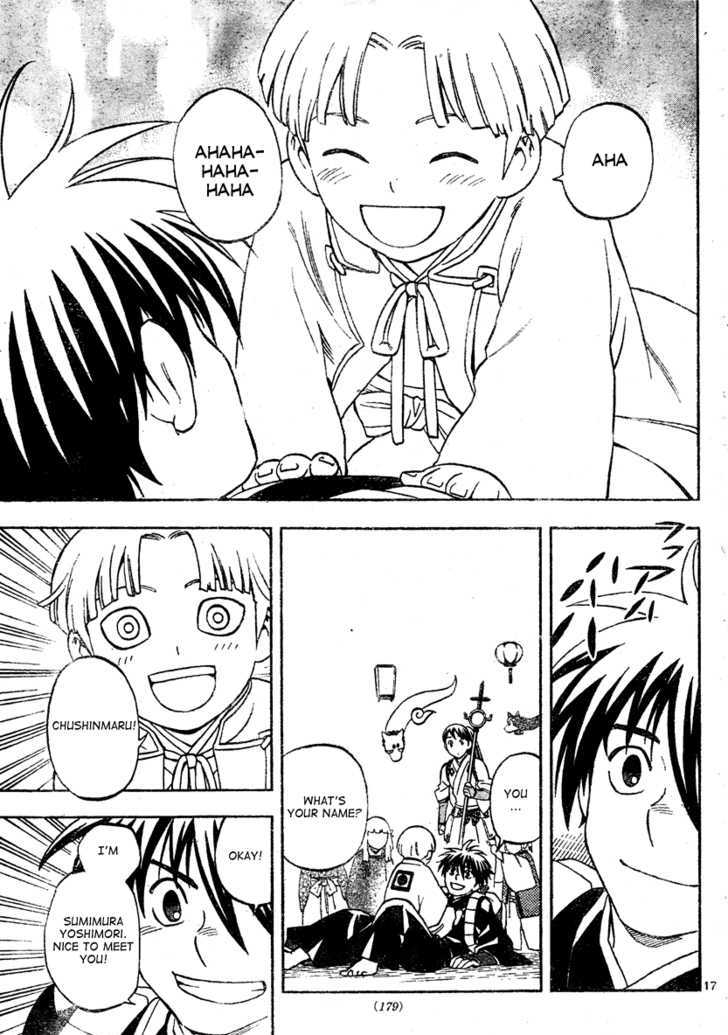 AHA
AHAHA-
HAHA-
HAHA
YOU
...
WHAT'S
YOUR NAME?
CHUSHINMARU!
OKAY!
I'M
SUMIMURA
YOSHIMORI.
NICE TO MEET
YOU!
17
(179)